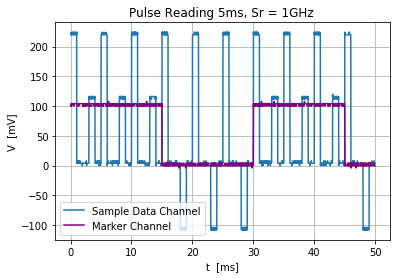 Pulse Reading 5ms, Sr = 1GHz
V [mV]
200
150
100
50
0
−50
−100
Sample Data Channel
Marker Channel
0 10 20 30 40 50
t [ms]